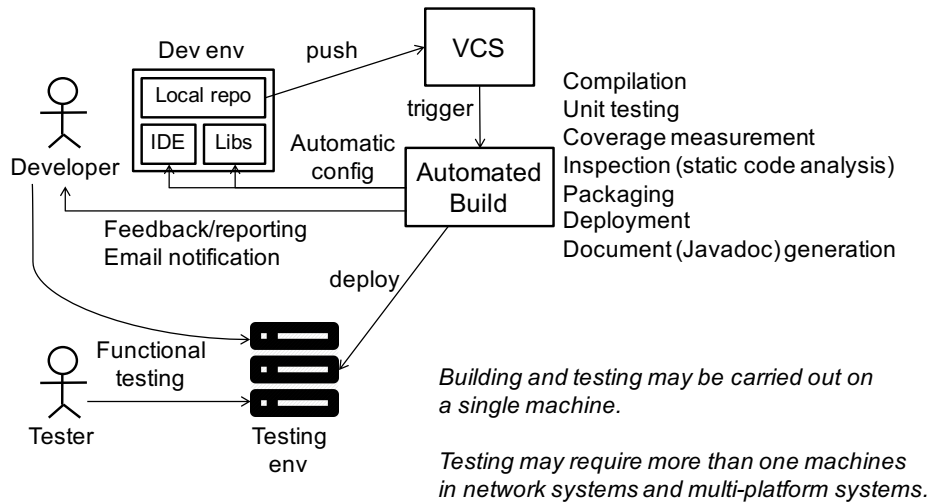 Dev env
push
VCS
Local repo
IDE
Libs
trigger
Developer
Automatic
config
Automated
Build
Compilation
Unit testing
Coverage measurement
Inspection (static code analysis)
Packaging
Deployment
Document (Javadoc) generation
Feedback/reporting
Email notification
deploy
Functional
testing
Tester
Testing
env
Building and testing may be carried out on
a single machine.
Testing may require more than one machines
in network systems and multi-platform systems.